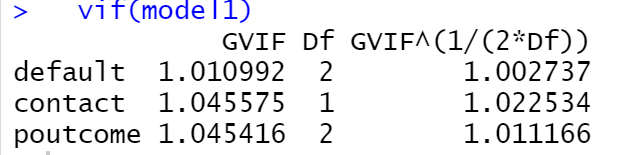 > vif(model1)
GVIF Df GVIF^(1/(2*Df))
default 1.010992 2 1.002737
contact 1.045575 1 1.022534
poutcome 1.045416 2 1.011166